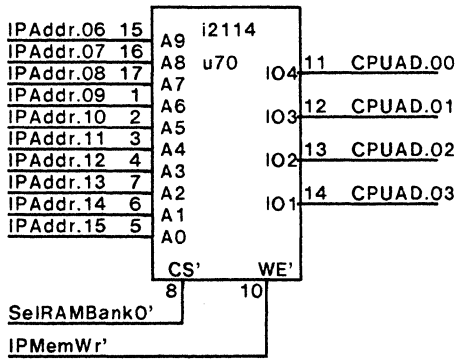 i2114
u70
IPAddr.06 15 A9
IPAddr.07 16 A8
IPAddr.08 17 A7
IPAddr.09 1 A6
IPAddr.10 2 A5
IPAddr.11 3 A4
IPAddr.12 4 A3
IPAddr.13 7 A2
IPAddr.14 6 A1
IPAddr.15 5 A0
IO4 11 CPUAD.00
IO3 12 CPUAD.01
IO2 13 CPUAD.02
IO1 14 CPUAD.03
CS' WE'
8 10
SelRAMBank0'
IPMemWr'